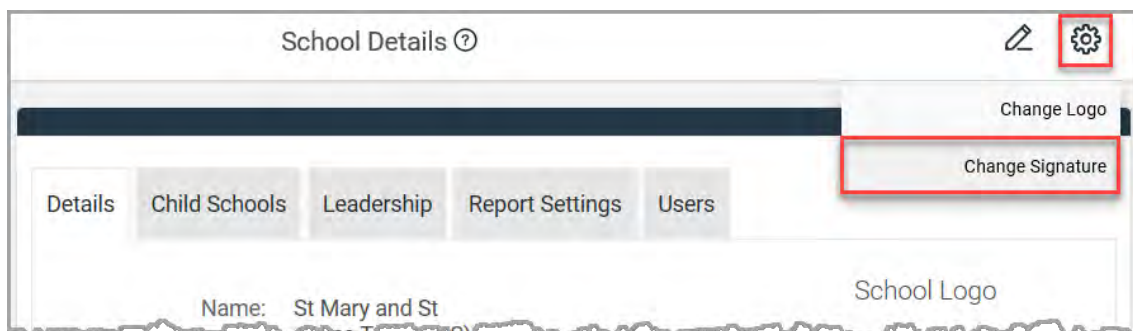 School Details ?
Change Logo
Change Signature
Details Child Schools Leadership Report Settings Users
School Logo
Name: St Mary and St